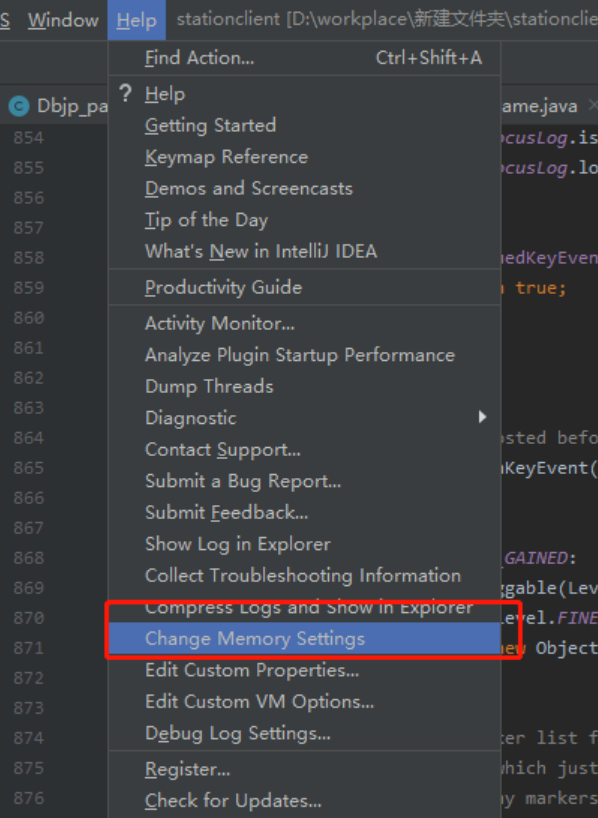 S Window Help stationclient [D:\workplace\新建文件夹\stationclie
Find Action... Ctrl+Shift+A
? Help
Getting Started
Keymap Reference
Demos and Screencasts
Tip of the Day
What's New in IntelliJ IDEA
Productivity Guide
Activity Monitor...
Analyze Plugin Startup Performance
Dump Threads
Diagnostic
Contact Support...
Submit a Bug Report...
Submit Feedback...
Show Log in Explorer
Collect Troubleshooting Information
Compress Logs and Show in Explorer
Change Memory Settings
Edit Custom Properties...
Edit Custom VM Options...
Debug Log Settings...
Register...
Check for Updates...
C Dbjp_pa
ame.java
854 ocusLog.is
855 ocusLog.lo
856
857
858 nedKeyEven
859 true;
860
861
862
863
864 osted befo
865 KeyEvent(
866
867
868 _GAINED:
869 ggable(Lev
870 evel.FINE
871 new Object
872
873
874 ter list f
875 which just
876 y markers